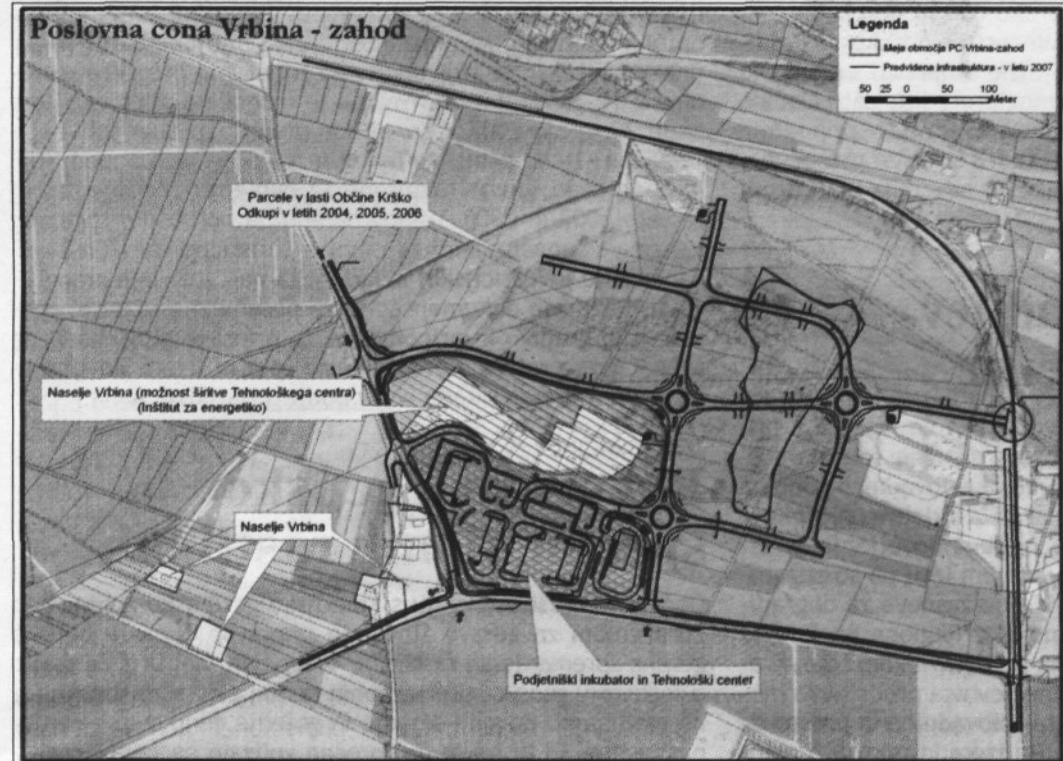 Poslovna cona Vrbina - zahod
Legenda
Meja območja PC Vrbina-zahod
Predvidena infrastruktura - v letu 2007
50 25 0 50 100
Meter
Parcele v lasti Občine Krško
Odkupi v letih 2004, 2005, 2006
Naselje Vrbina (možnost širitve Tehnološkega centra)
(Inštitut za energetiko)
Naselje Vrbina
Podjetniški inkubator in Tehnološki center